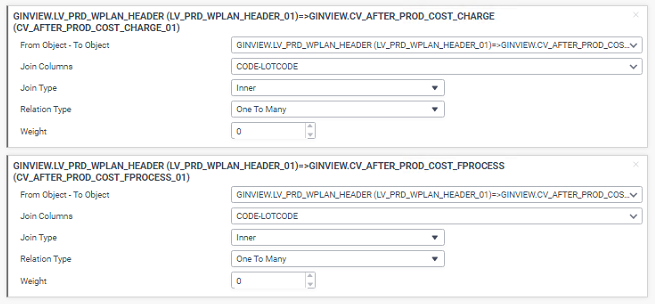 GINVIEW.LV_PRD_WPLAN_HEADER (LV_PRD_WPLAN_HEADER_01)=>GINVIEW.CV_AFTER_PROD_COST_CHARGE
(CV_AFTER_PROD_COST_CHARGE_01)
From Object - To Object GINVIEW.LV_PRD_WPLAN_HEADER (LV_PRD_WPLAN_HEADER_01)=>GINVIEW.CV_AFTER_PROD_COS...
Join Columns CODE-LOTCODE
Join Type Inner
Relation Type One To Many
Weight 0
GINVIEW.LV_PRD_WPLAN_HEADER (LV_PRD_WPLAN_HEADER_01)=>GINVIEW.CV_AFTER_PROD_COST_FPROCESS
(CV_AFTER_PROD_COST_FPROCESS_01)
From Object - To Object GINVIEW.LV_PRD_WPLAN_HEADER (LV_PRD_WPLAN_HEADER_01)=>GINVIEW.CV_AFTER_PROD_COS...
Join Columns CODE-LOTCODE
Join Type Inner
Relation Type One To Many
Weight 0